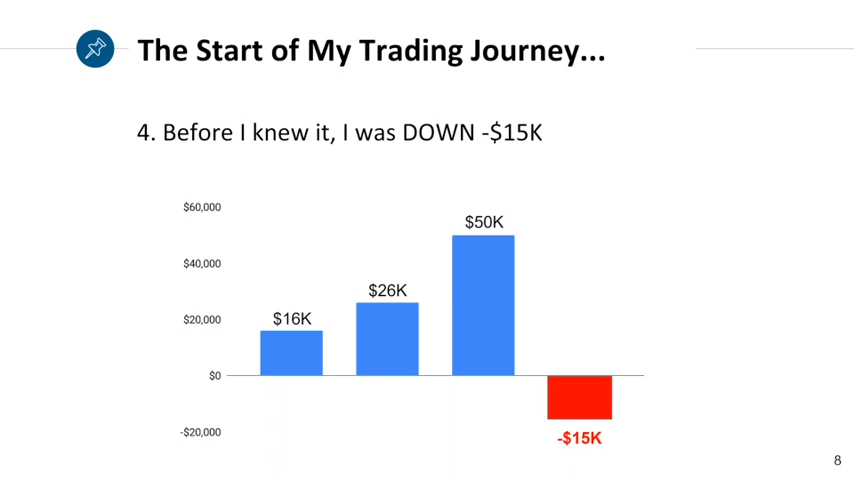 The Start of My Trading Journey...
4. Before I knew it, I was DOWN -$15K
$60,000
$50K
$40,000
$26K
$20,000
$16K
$0
-$20,000
-$15K
8